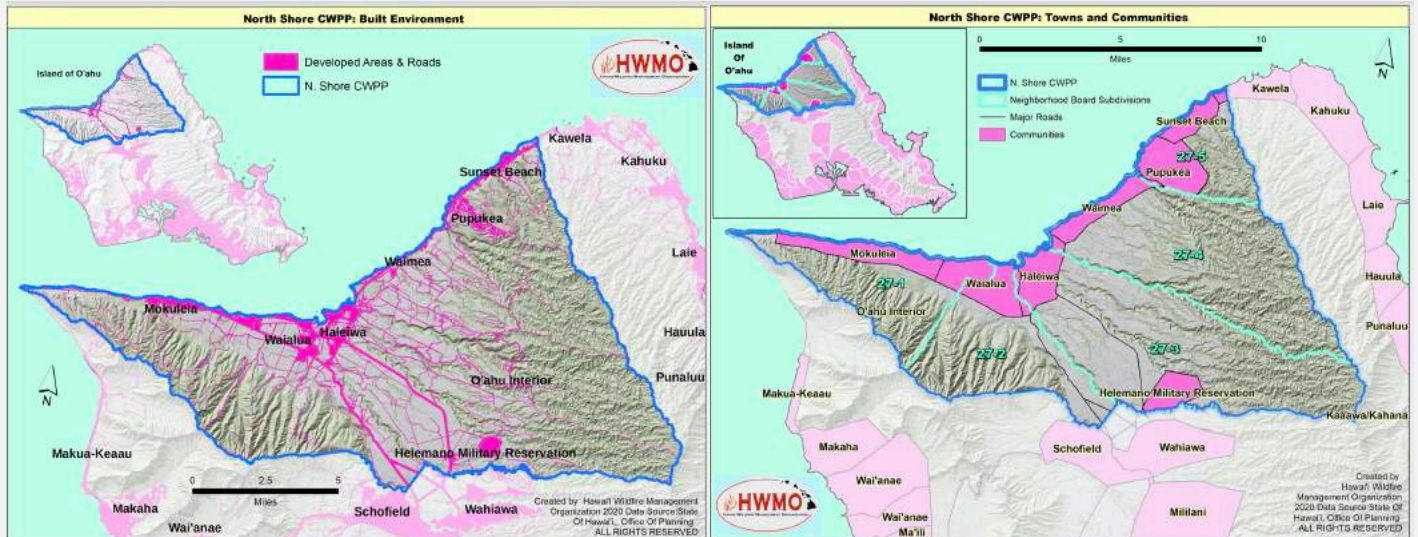 North Shore CWPP: Built Environment
Island of O'ahu
Developed Areas & Roads
N. Shore CWPP
HWMO
Kawela
Kahuku
Sunset Beach
Pupukea
Laie
Waimea
Mokuleia
Haleiwa
Hauula
Waialua
O'ahu Interior
Punaluu
N
Makua-Keaau
Helemano Military Reservation
0 2.5 5
Miles
Makaha
Schofield
Wahiawa
Wai'anae
Created by Hawai'i Wildfire Management
Organization 2020 Data Source State
Of Hawai'i, Office Of Planning
ALL RIGHTS RESERVED
North Shore CWPP: Towns and Communities
Island
Of
O'ahu
0 5 10
Miles
N
N. Shore CWPP
Neighborhood Board Subdivisions
Major Roads
Communities
Kawela
Kahuku
Sunset Beach
27-5
Pupukea
Waimea
Laie
Mokuleia
27-4
Haleiwa
Hauula
Waialua
27-1
O'ahu Interior
Punaluu
27-2
27-3
Makua-Keaau
Helemano Military Reservation
Kaaawa/Kahana
Makaha
Schofield
Wahiawa
Wai'anae
Wai'anae
Ma'ili
Mililani
HWMO
Created by
Hawai'i Wildfire
Management Organization
2020 Data Source State Of
Hawai'i, Office Of Planning
ALL RIGHTS RESERVED